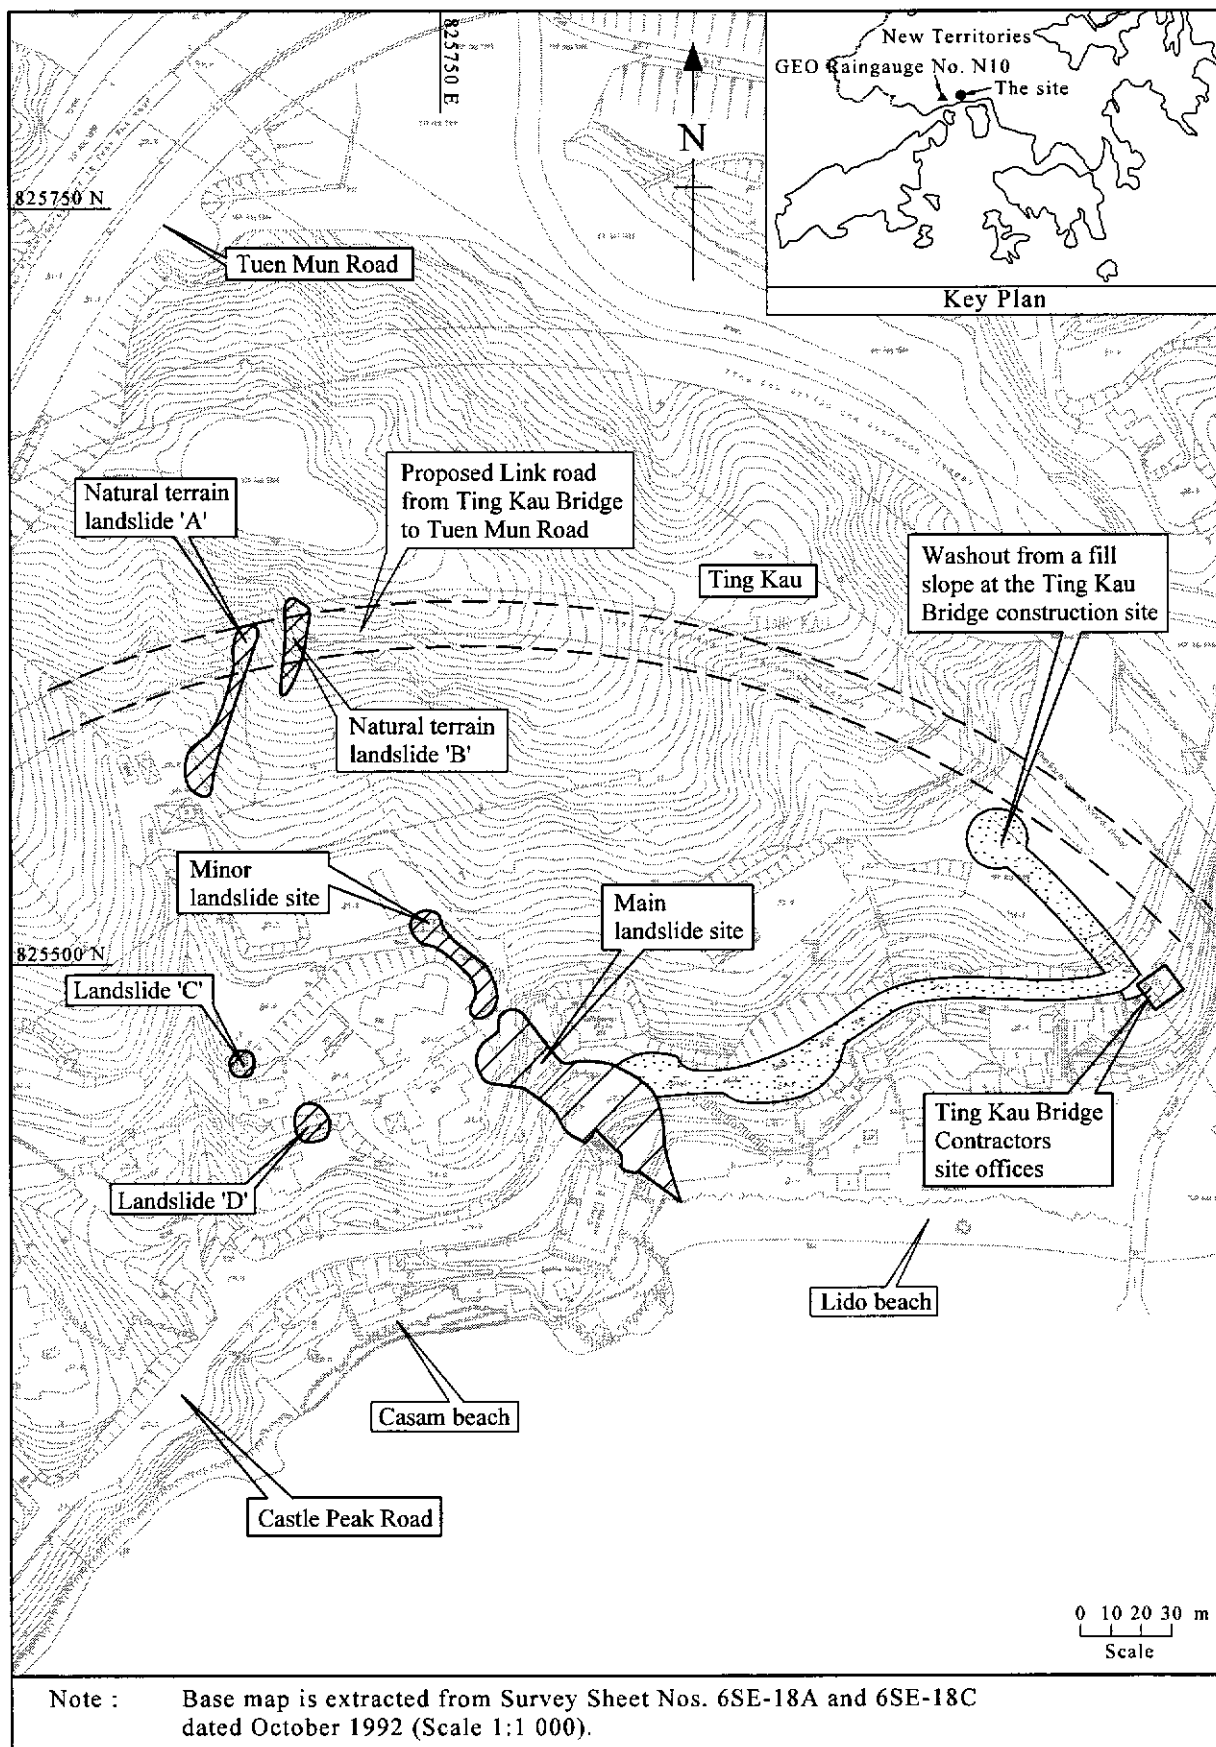 825750 E
New Territories
GEO Raingauge No. N10
The site
N
825750 N
Tuen Mun Road
Key Plan
Natural terrain
landslide 'A'
Proposed Link road
from Ting Kau Bridge
to Tuen Mun Road
Ting Kau
Washout from a fill
slope at the Ting Kau
Bridge construction site
TING KAU
Natural terrain
landslide 'B'
Minor
landslide site
Main
landslide site
825500 N
Landslide 'C'
Ting Kau Bridge
Contractors
site offices
Landslide 'D'
Lido beach
Casam beach
Castle Peak Road
0 10 20 30 m
Scale
Note : Base map is extracted from Survey Sheet Nos. 6SE-18A and 6SE-18C
dated October 1992 (Scale 1:1 000).